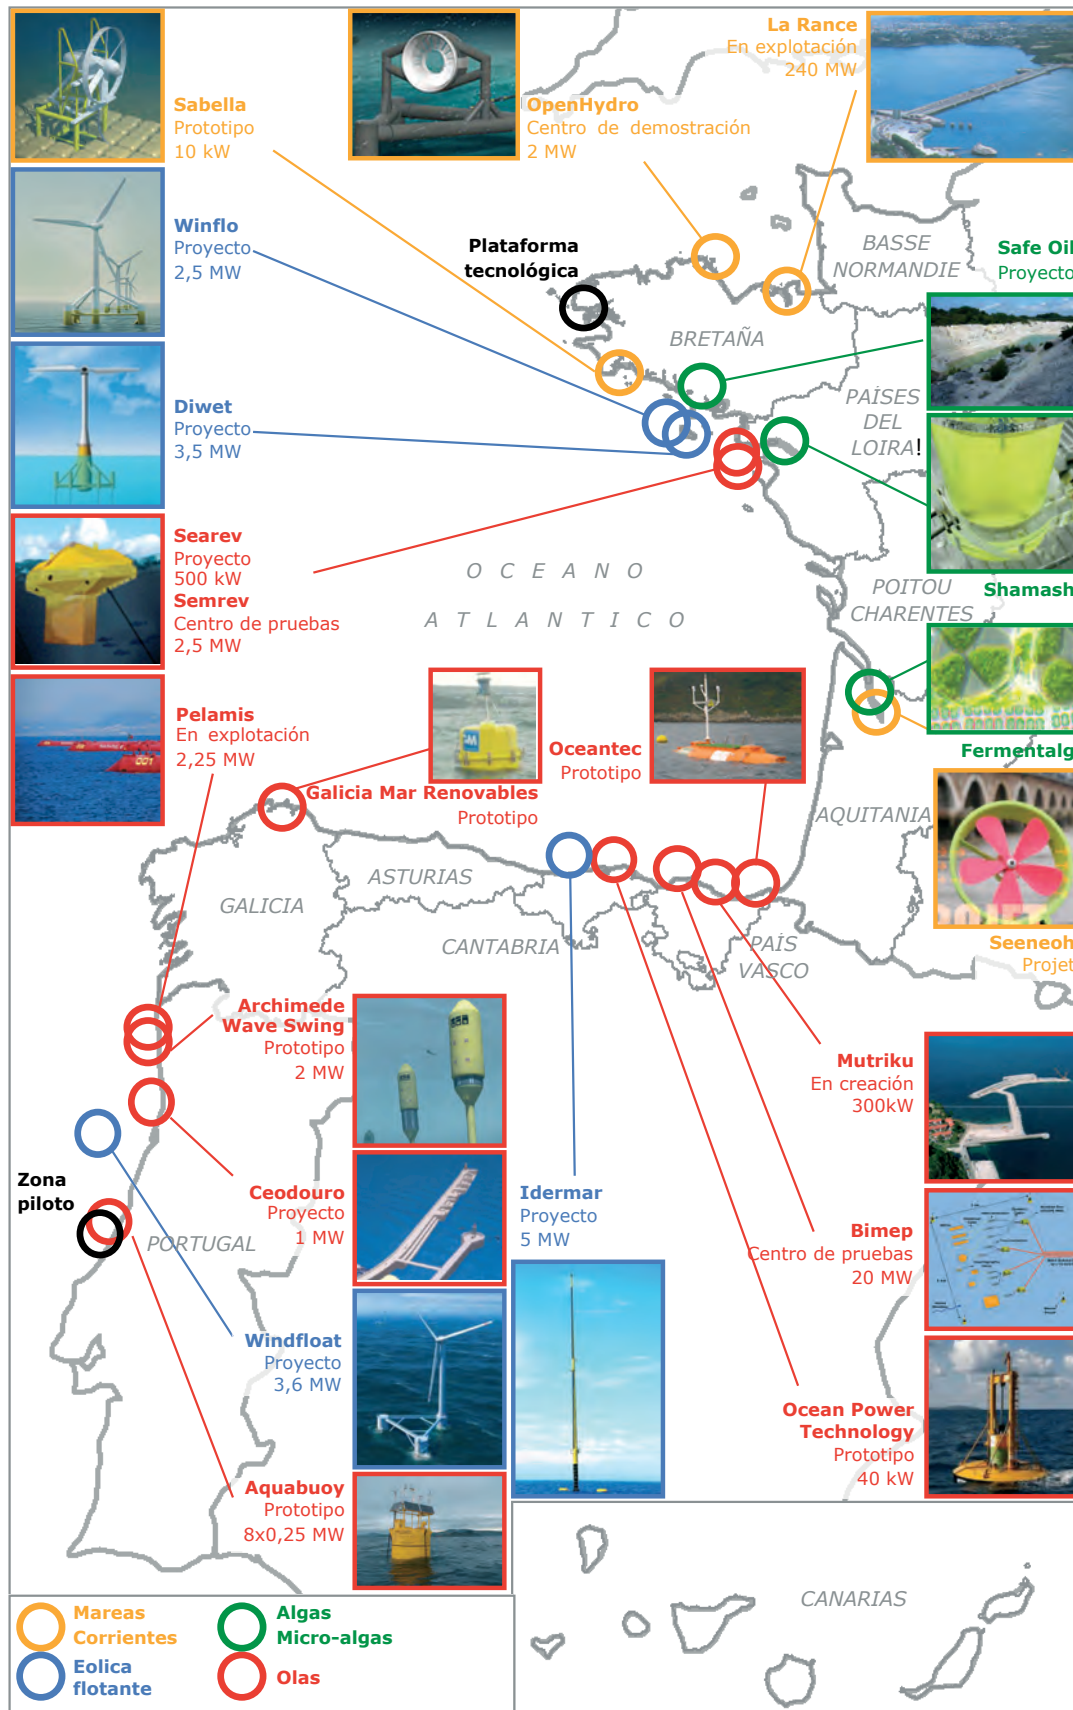 La Rance
En explotación
240 MW
Sabella
Prototipo
10 kW
OpenHydro
Centro de demostración
2 MW
Winflo
Proyecto
2,5 MW
Plataforma
tecnológica
BASSE
NORMANDIE
Safe Oil
Proyecto
BRETAÑA
Diwet
Proyecto
3,5 MW
PAÍSES
DEL
LOIRA!
Searev
Proyecto
500 kW
Semrev
Centro de pruebas
2,5 MW
OCEANO
ATLANTICO
POITOU
CHARENTES
Shamash
Pelamis
En explotación
2,25 MW
Oceantec
Prototipo
Fermentalg
Galicia Mar Renovables
Prototipo
AQUITANIA
ASTURIAS
GALICIA
CANTABRIA
PAÍS
VASCO
Seeneoh
Projet
Archimede
Wave Swing
Prototipo
2 MW
Mutriku
En creación
300kW
Zona
piloto
Ceodouro
Proyecto
1 MW
Idermar
Proyecto
5 MW
Bimep
Centro de pruebas
20 MW
PORTUGAL
Windfloat
Proyecto
3,6 MW
Ocean Power
Technology
Prototipo
40 kW
Aquabuoy
Prototipo
8x0,25 MW
CANARIAS
Mareas
Corrientes
Algas
Micro-algas
Eolica
flotante
Olas